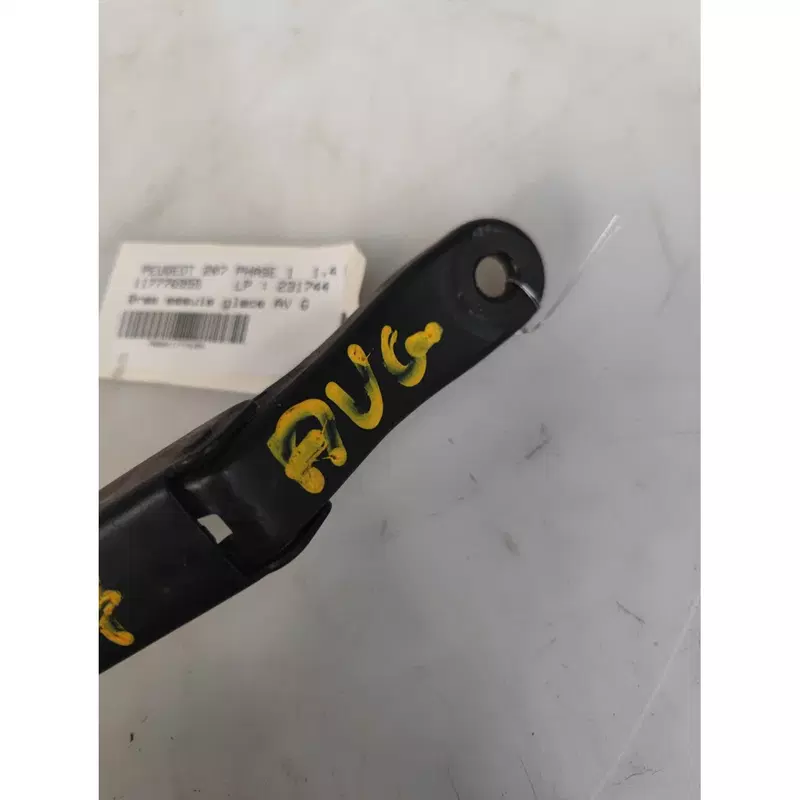 PEUGEOT 207 PHASE 1 1.4
LP : 231744
Bras essuie glace AV G
AVG